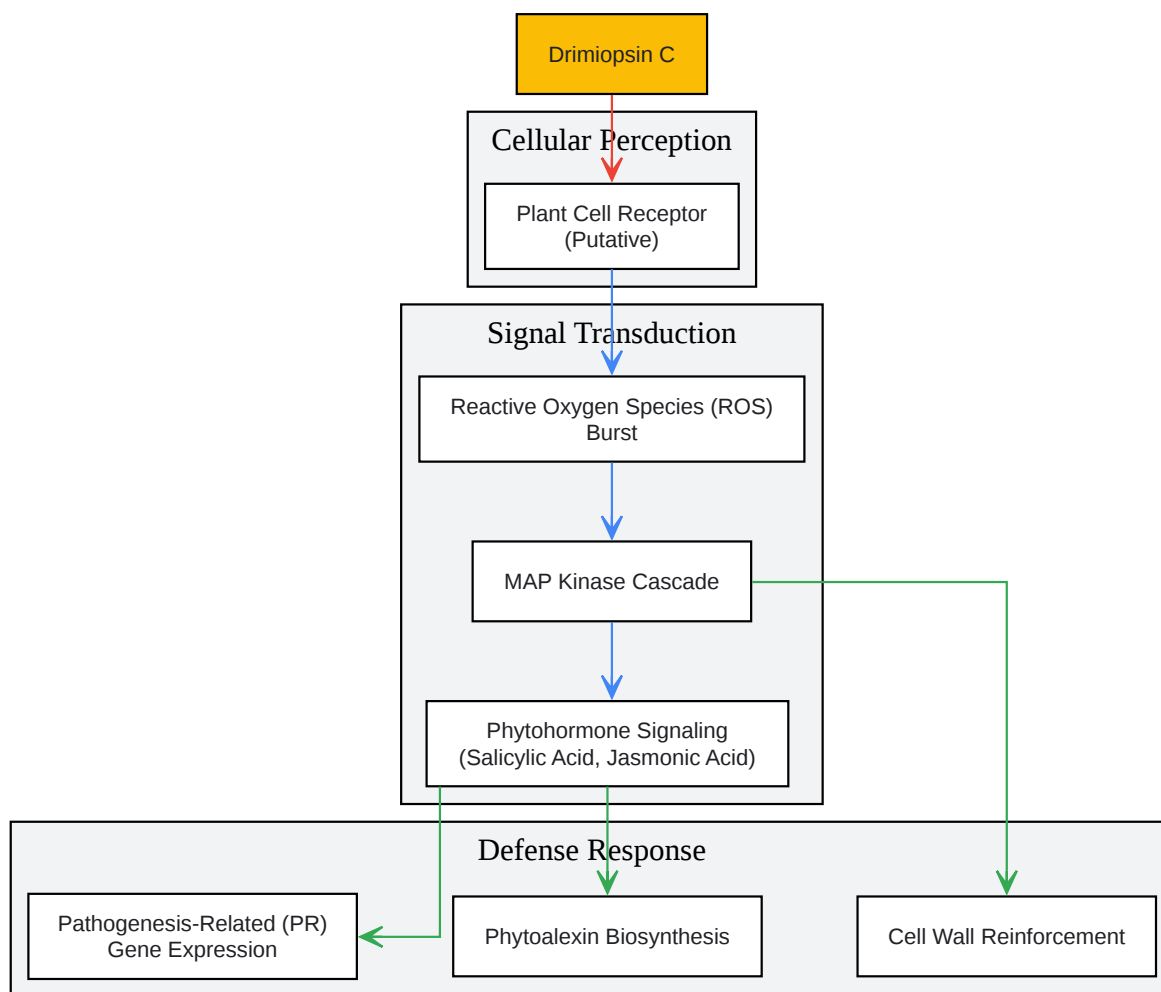 Drimiopsin C
Cellular Perception
Plant Cell Receptor
(Putative)
Signal Transduction
Reactive Oxygen Species (ROS)
Burst
MAP Kinase Cascade
Phytohormone Signaling
(Salicylic Acid, Jasmonic Acid)
Defense Response
Pathogenesis-Related (PR)
Gene Expression
Phytoalexin Biosynthesis
Cell Wall Reinforcement